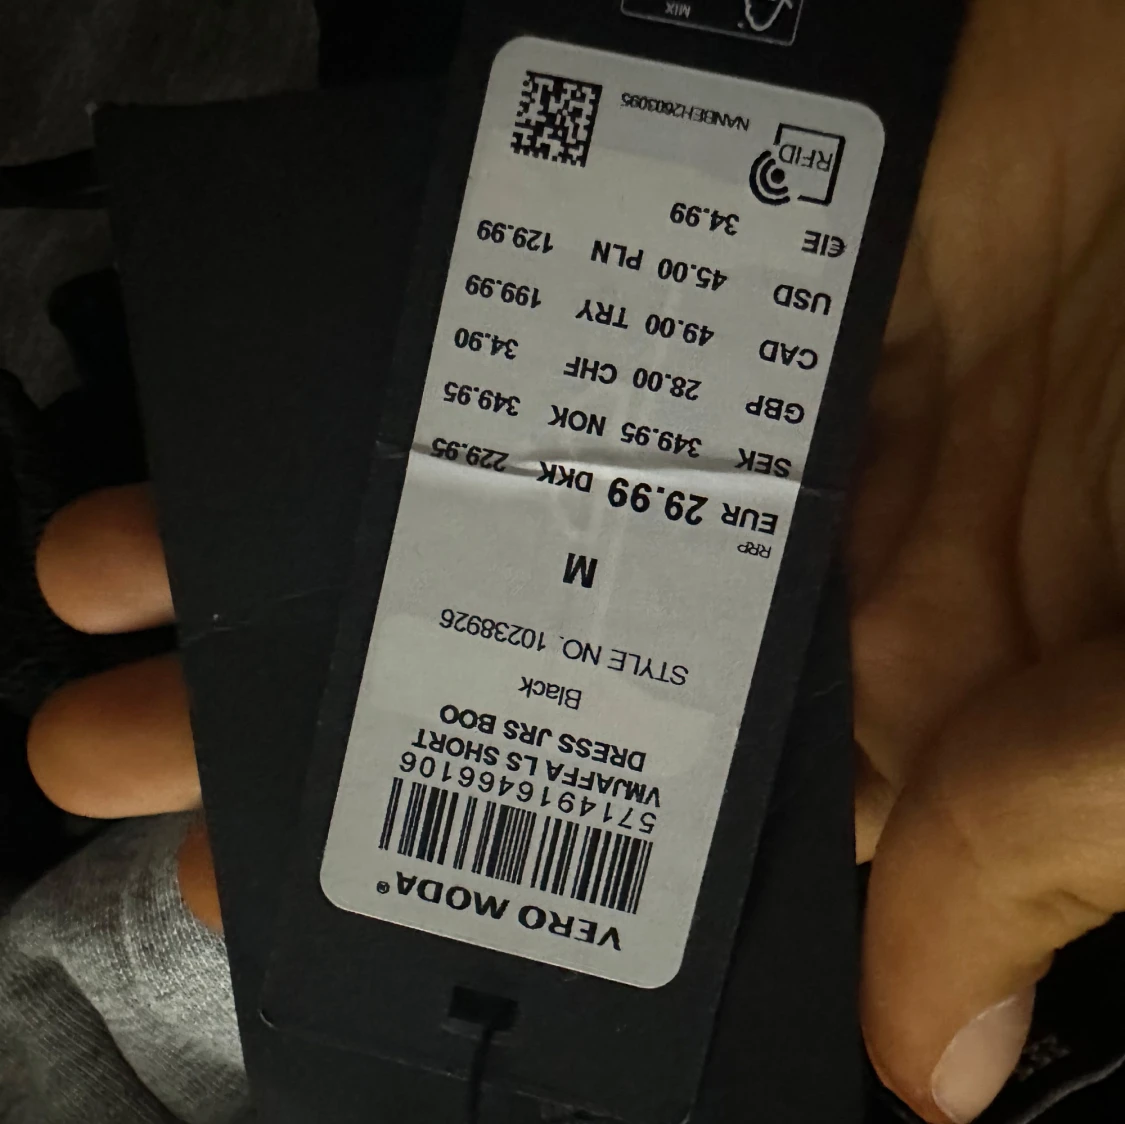 VERO MODA®
5714916466106
VMJAFFA LS SHORT
DRESS JRS BOO
Black
STYLE NO. 10238926
M
RRP
EUR 29.99 DKK 229.95
SEK 349.95 NOK 349.95
GBP 28.00 CHF 34.90
CAD 49.00 TRY 199.99
USD 45.00 PLN 129.99
€IE 34.99
RFID
NANBIEH2603095
MIX